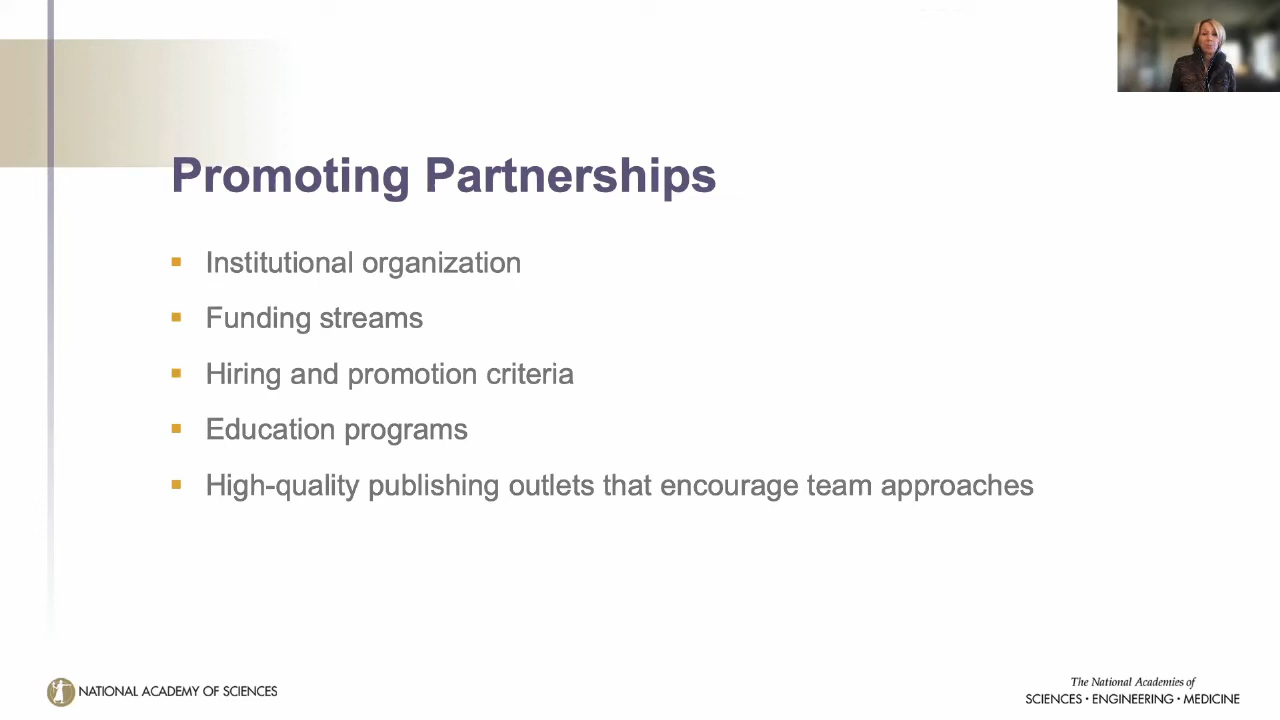 Promoting Partnerships
Institutional organization
Funding streams
Hiring and promotion criteria
Education programs
High-quality publishing outlets that encourage team approaches
NATIONAL ACADEMY OF SCIENCES
The National Academies of
SCIENCES • ENGINEERING • MEDICINE